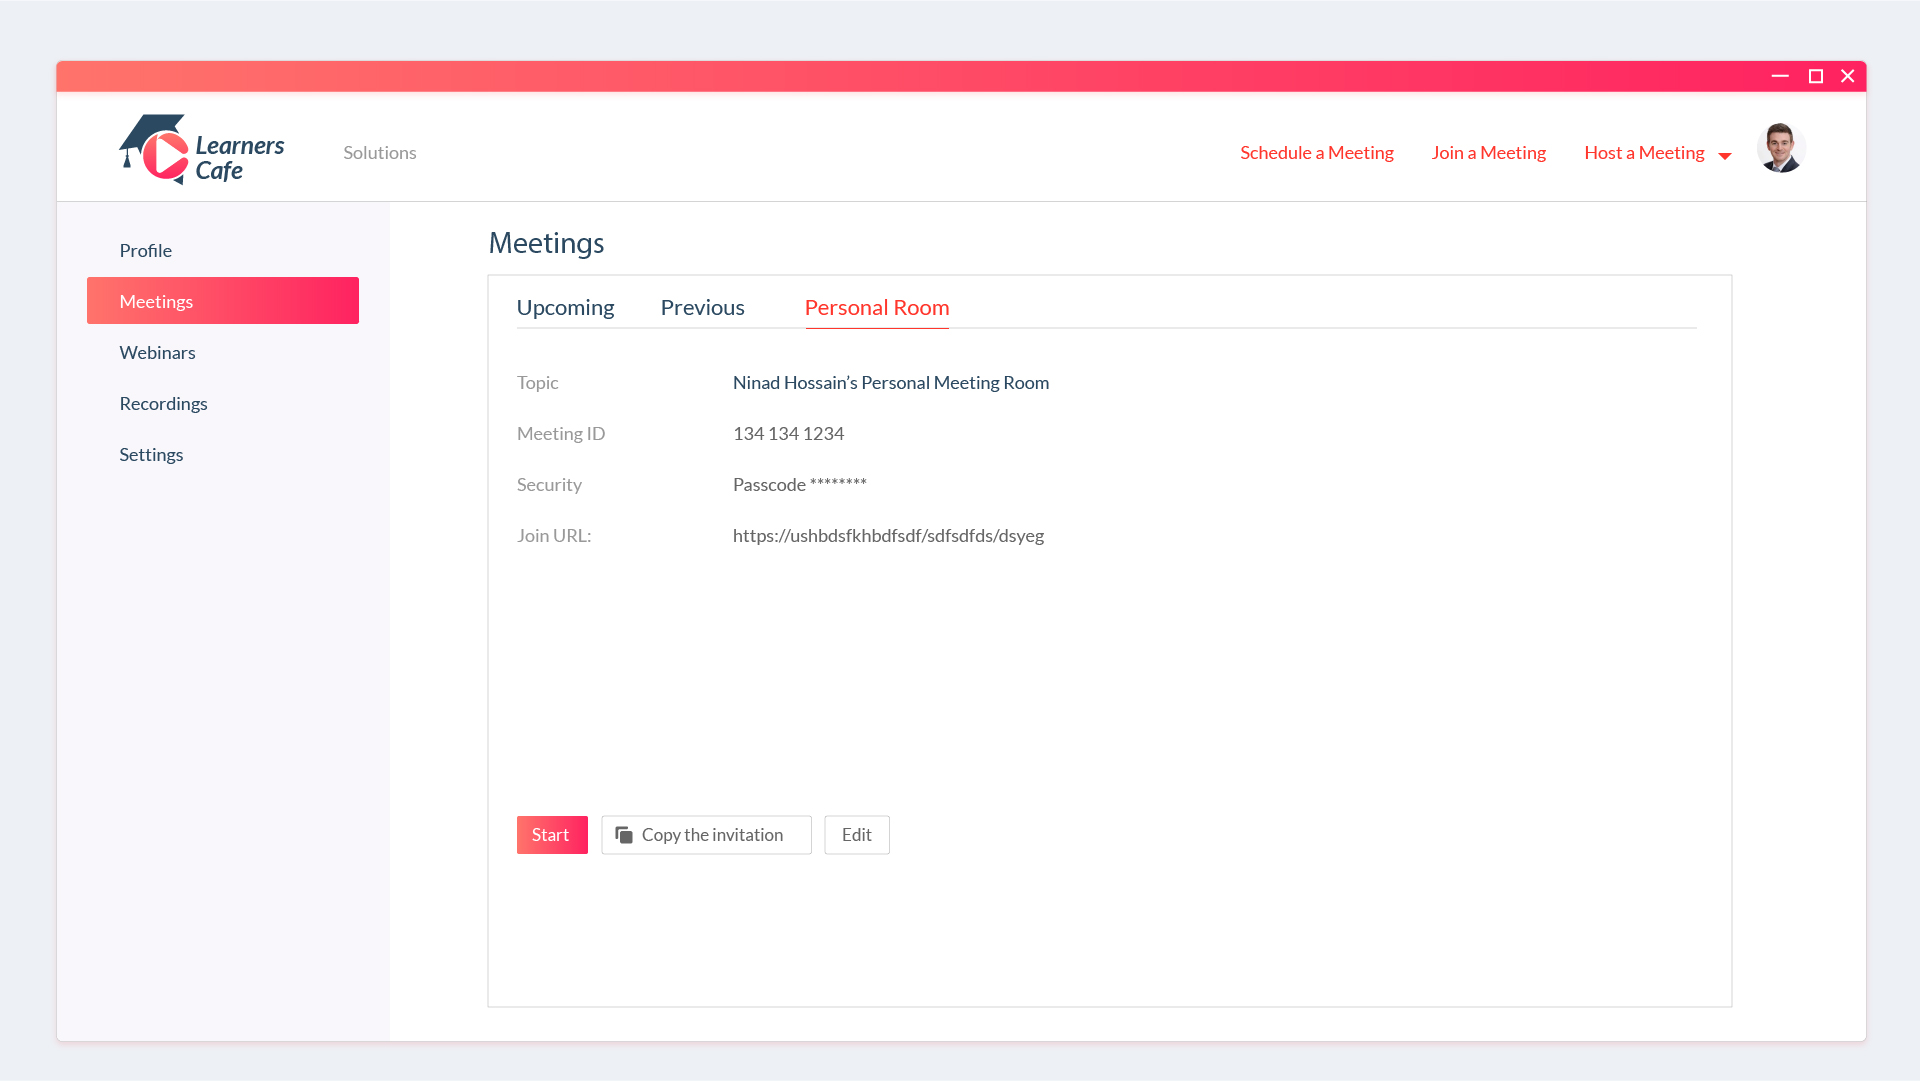 Learners
Cafe
Solutions
Schedule a Meeting
Join a Meeting
Host a Meeting
Profile
Meetings
Webinars
Recordings
Settings
Meetings
Upcoming
Previous
Personal Room
Topic
Ninad Hossain’s Personal Meeting Room
Meeting ID
134 134 1234
Security
Passcode ********
Join URL:
https://ushbdsfkhbdfsdf/sdfsdfds/dsyeg
Start
Copy the invitation
Edit